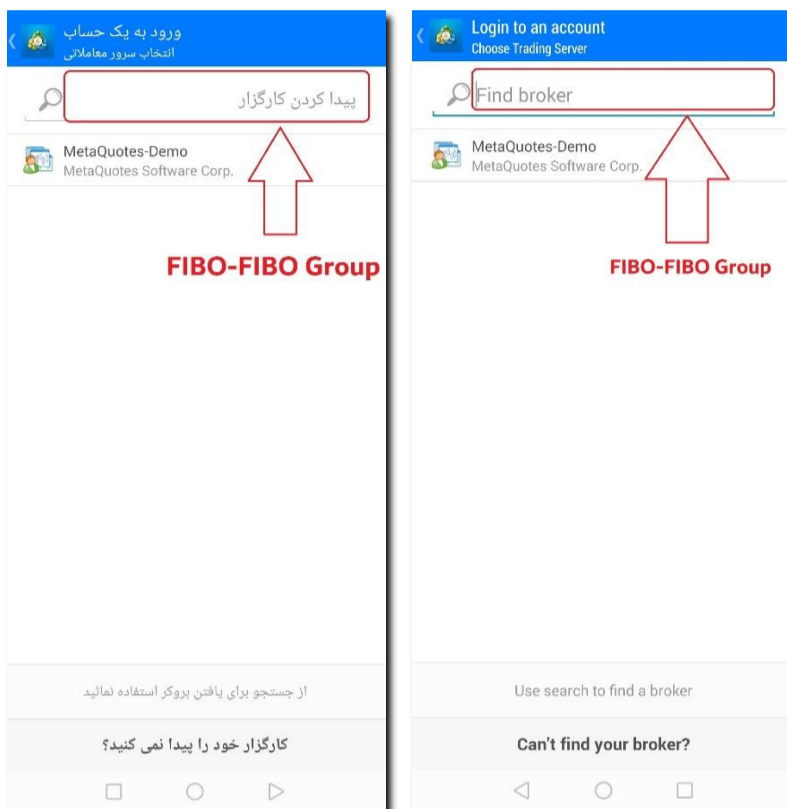 ورود به یک حساب
انتخاب سرور معاملاتی
پیدا کردن کارگزار
MetaQuotes-Demo
MetaQuotes Software Corp.
FIBO-FIBO Group
از جستجو برای یافتن بروکر استفاده نمائید
کارگزار خود را پیدا نمی کنید؟
Login to an account
Choose Trading Server
Find broker
MetaQuotes-Demo
MetaQuotes Software Corp.
FIBO-FIBO Group
Use search to find a broker
Can't find your broker?